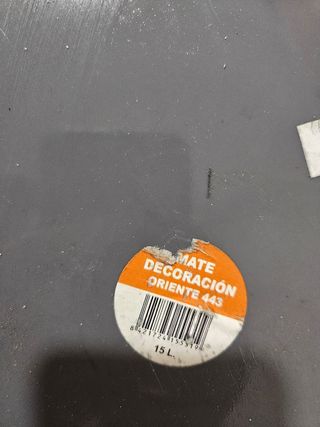 MATE
DECORACIÓN
ORIENTE 443
15 L.